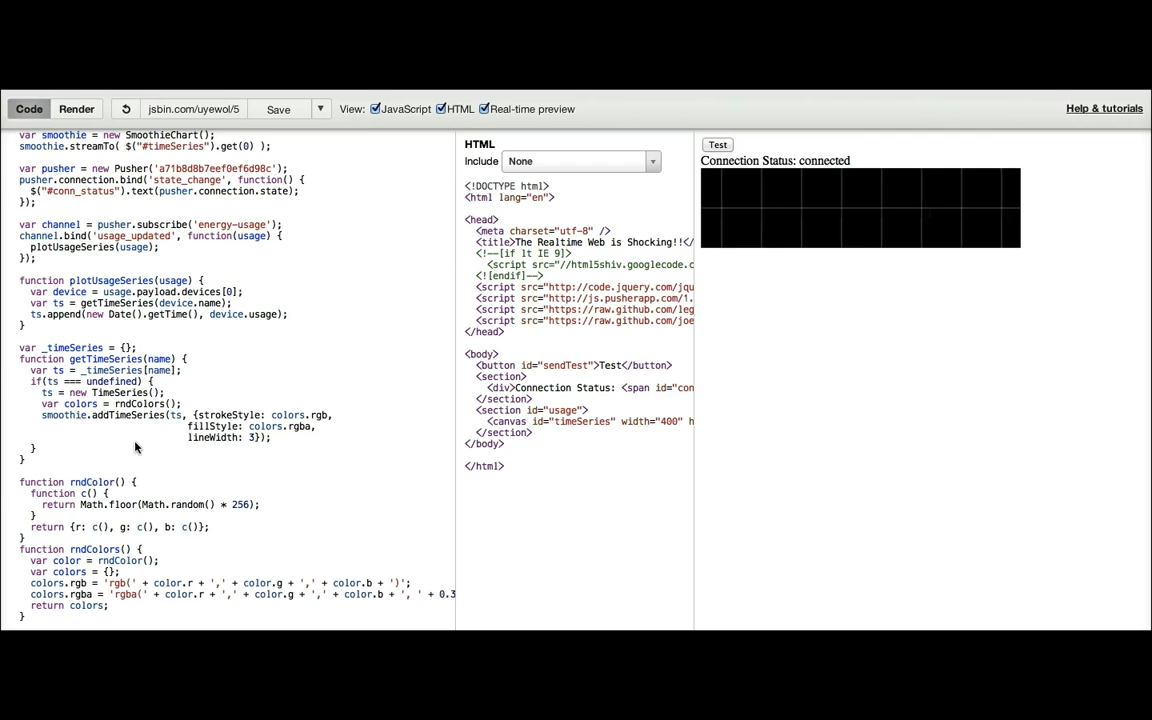 Code Render jsbin.com/uyewol/5 Save View: JavaScript HTML Real-time preview Help & tutorials
var smoothie = new SmoothieChart();
smoothie.streamTo( $("#timeSeries").get(0) );
var pusher = new Pusher('a71b8d8b7eef0ef6d98c');
pusher.connection.bind('state_change', function() {
$("#conn_status").text(pusher.connection.state);
});
var channel = pusher.subscribe('energy-usage');
channel.bind('usage_updated', function(usage) {
plotUsageSeries(usage);
});
function plotUsageSeries(usage) {
var device = usage.payload.devices[0];
var ts = getTimeSeries(device.name);
ts.append(new Date().getTime(), device.usage);
}
var _timeSeries = {};
function getTimeSeries(name) {
var ts = _timeSeries[name];
if(ts === undefined) {
ts = new TimeSeries();
var colors = rndColors();
smoothie.addTimeSeries(ts, {strokeStyle: colors.rgb,
fillStyle: colors.rgba,
lineWidth: 3});
}
}
function rndColor() {
function c() {
return Math.floor(Math.random() * 256);
}
return {r: c(), g: c(), b: c()};
}
function rndColors() {
var color = rndColor();
var colors = {};
colors.rgb = 'rgb(' + color.r + ',' + color.g + ',' + color.b + ')';
colors.rgba = 'rgba(' + color.r + ',' + color.g + ',' + color.b + ', ' + 0.3
return colors;
}
HTML
Include None
<!DOCTYPE html>
<html lang="en">
<head>
<meta charset="utf-8" />
<title>The Realtime Web is Shocking!!</
<!--[if lt IE 9]>
<script src="//html5shiv.googlecode.c
<![endif]-->
<script src="http://code.jquery.com/jqu
<script src="http://js.pusherapp.com/1.
<script src="https://raw.github.com/leg
<script src="https://raw.github.com/joe
</head>
<body>
<button id="sendTest">Test</button>
<section>
<div>Connection Status: <span id="con
</section>
<section id="usage">
<canvas id="timeSeries" width="400" h
</section>
</body>
</html>
Test
Connection Status: connected